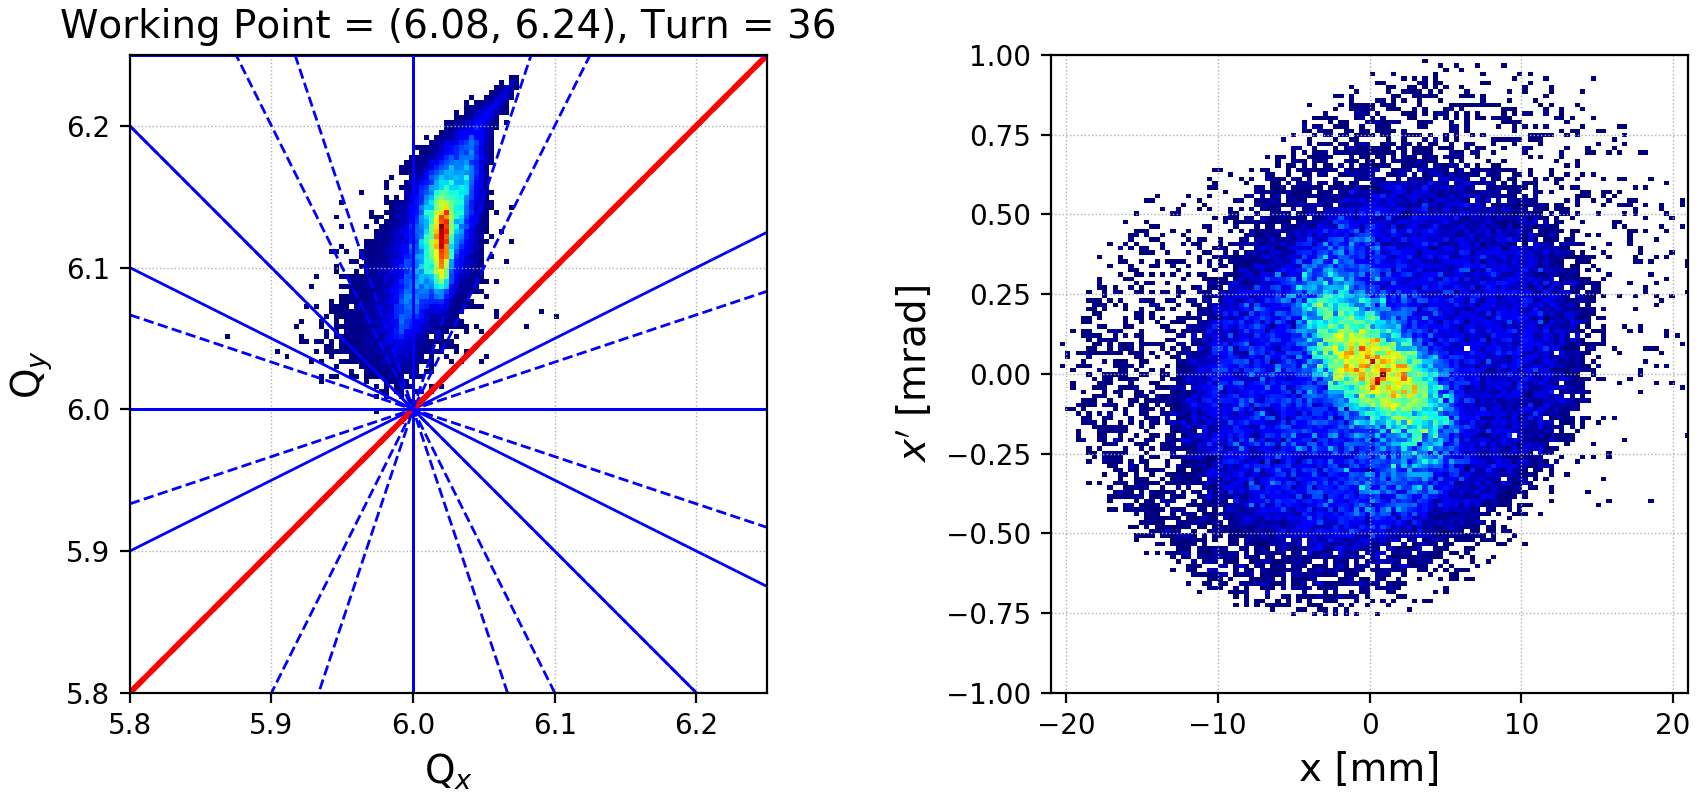 Working Point = (6.08, 6.24), Turn = 36
6.2
6.1
6.0
5.9
5.8
Q_y
5.8 5.9 6.0 6.1 6.2
Q_x
1.00
0.75
0.50
0.25
0.00
−0.25
−0.50
−0.75
−1.00
x′ [mrad]
−20 −10 0 10 20
x [mm]